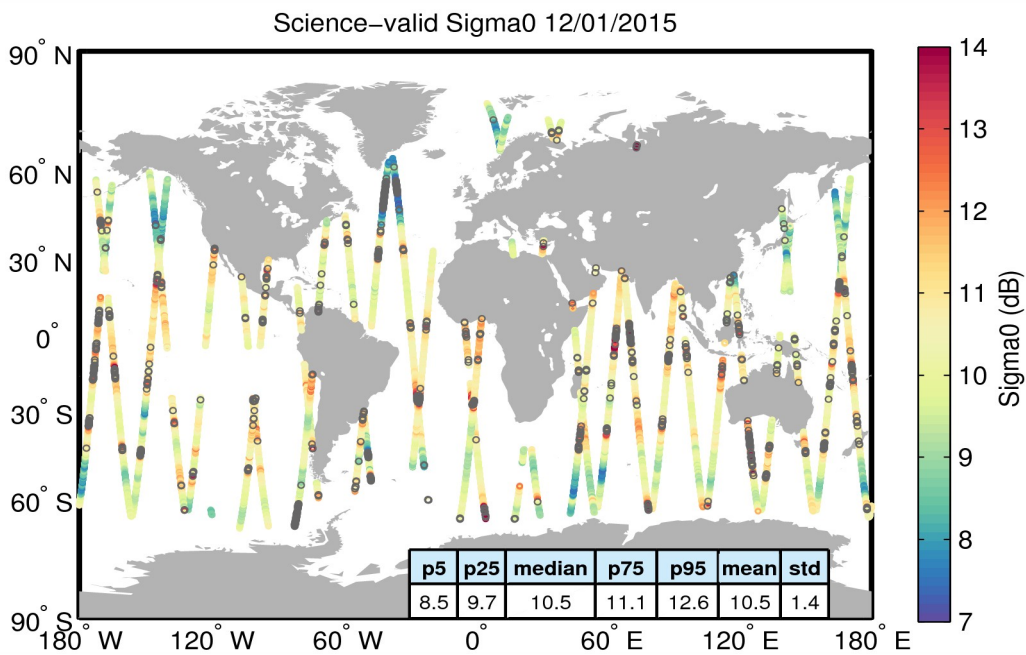 Science−valid Sigma0 12/01/2015
90° N
60° N
30° N
0°
30° S
60° S
90° S
180° W
120° W
60° W
0°
60° E
120° E
180° E
14
13
12
11
10
9
8
7
Sigma0 (dB)
p5 p25 median p75 p95 mean std
8.5 9.7 10.5 11.1 12.6 10.5 1.4